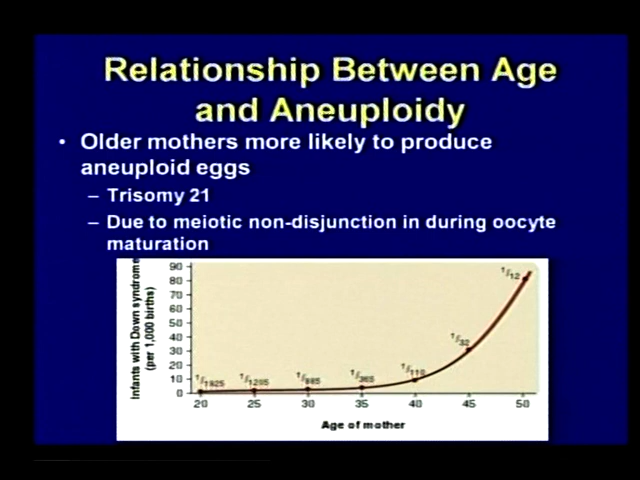 Relationship Between Age
and Aneuploidy
• Older mothers more likely to produce
aneuploid eggs
– Trisomy 21
– Due to meiotic non-disjunction in during oocyte
maturation
Infants with Down syndrome
(per 1,000 births)
90
80
70
60
50
40
30
20
10
0
1/1925
1/1205
1/885
1/365
1/110
1/32
1/12
20 25 30 35 40 45 50
Age of mother